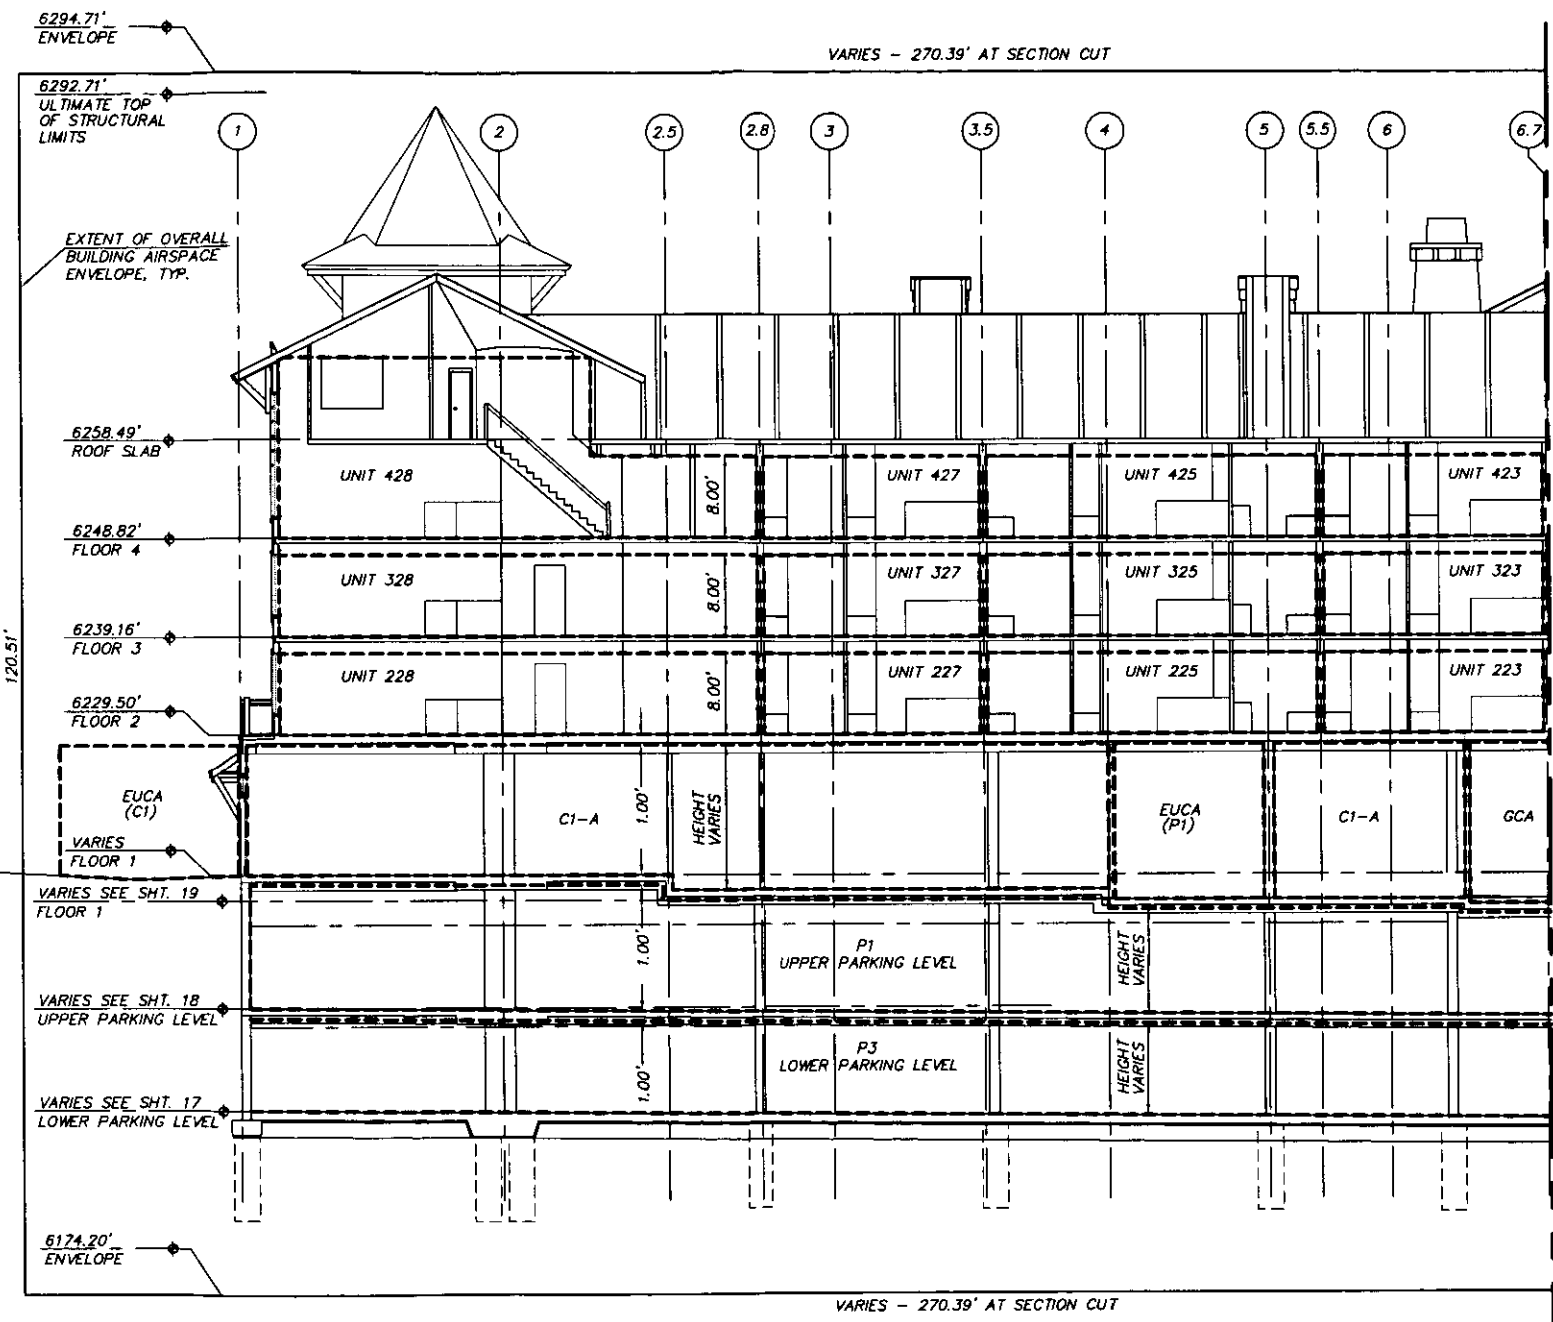 6294.71'
ENVELOPE
VARIES - 270.39' AT SECTION CUT
6292.71'
ULTIMATE TOP
OF STRUCTURAL
LIMITS
1
2
2.5
2.8
3
3.5
4
5
5.5
6
6.7
EXTENT OF OVERALL
BUILDING AIRSPACE
ENVELOPE, TYP.
6258.49'
ROOF SLAB
UNIT 428
8.00'
UNIT 427
UNIT 425
UNIT 423
6248.82'
FLOOR 4
UNIT 328
8.00'
UNIT 327
UNIT 325
UNIT 323
6239.16'
FLOOR 3
120.51'
UNIT 228
8.00'
UNIT 227
UNIT 225
UNIT 223
6229.50'
FLOOR 2
EUCA
(C1)
C1-A
1.00'
HEIGHT
VARIES
EUCA
(P1)
C1-A
GCA
VARIES
FLOOR 1
VARIES SEE SHT. 19
FLOOR 1
1.00'
P1
UPPER PARKING LEVEL
HEIGHT
VARIES
VARIES SEE SHT. 18
UPPER PARKING LEVEL
1.00'
P3
LOWER PARKING LEVEL
HEIGHT
VARIES
VARIES SEE SHT. 17
LOWER PARKING LEVEL
6174.20'
ENVELOPE
VARIES - 270.39' AT SECTION CUT